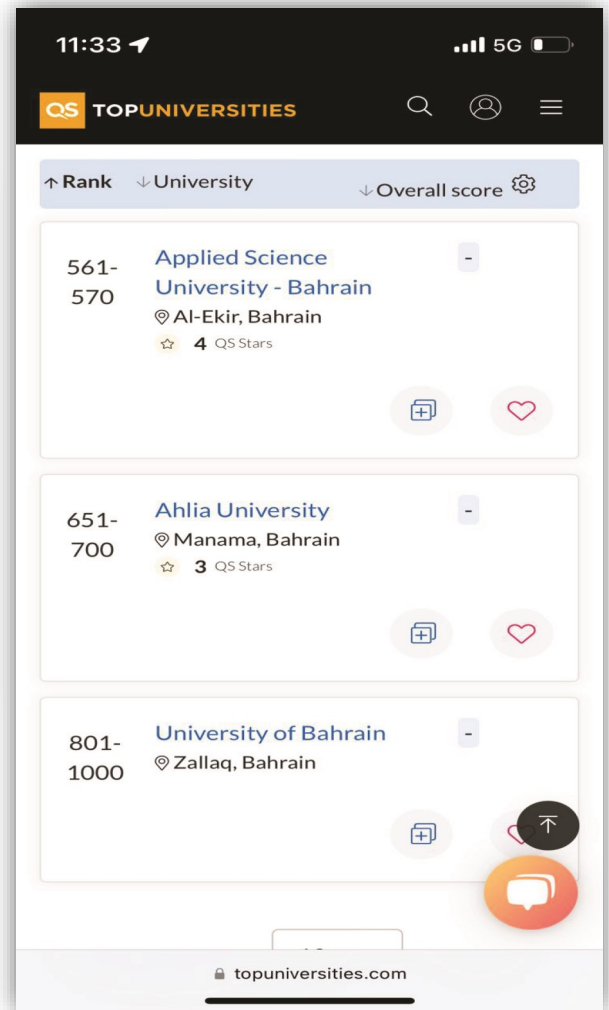 11:33
5G
QS TOPUNIVERSITIES
↑ Rank ↓ University ↓ Overall score
561-
570
Applied Science
University - Bahrain
-
Al-Ekir, Bahrain
4 QS Stars
651-
700
Ahlia University
-
Manama, Bahrain
3 QS Stars
801-
1000
University of Bahrain
-
Zallaq, Bahrain
topuniversities.com